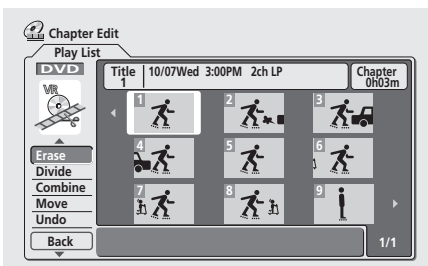 Chapter Edit
Play List
DVD
VR
Title 1 10/07Wed 3:00PM 2ch LP
Chapter 0h03m
1 2 3
4 5 6
7 8 9
Erase
Divide
Combine
Move
Undo
Back
1/1